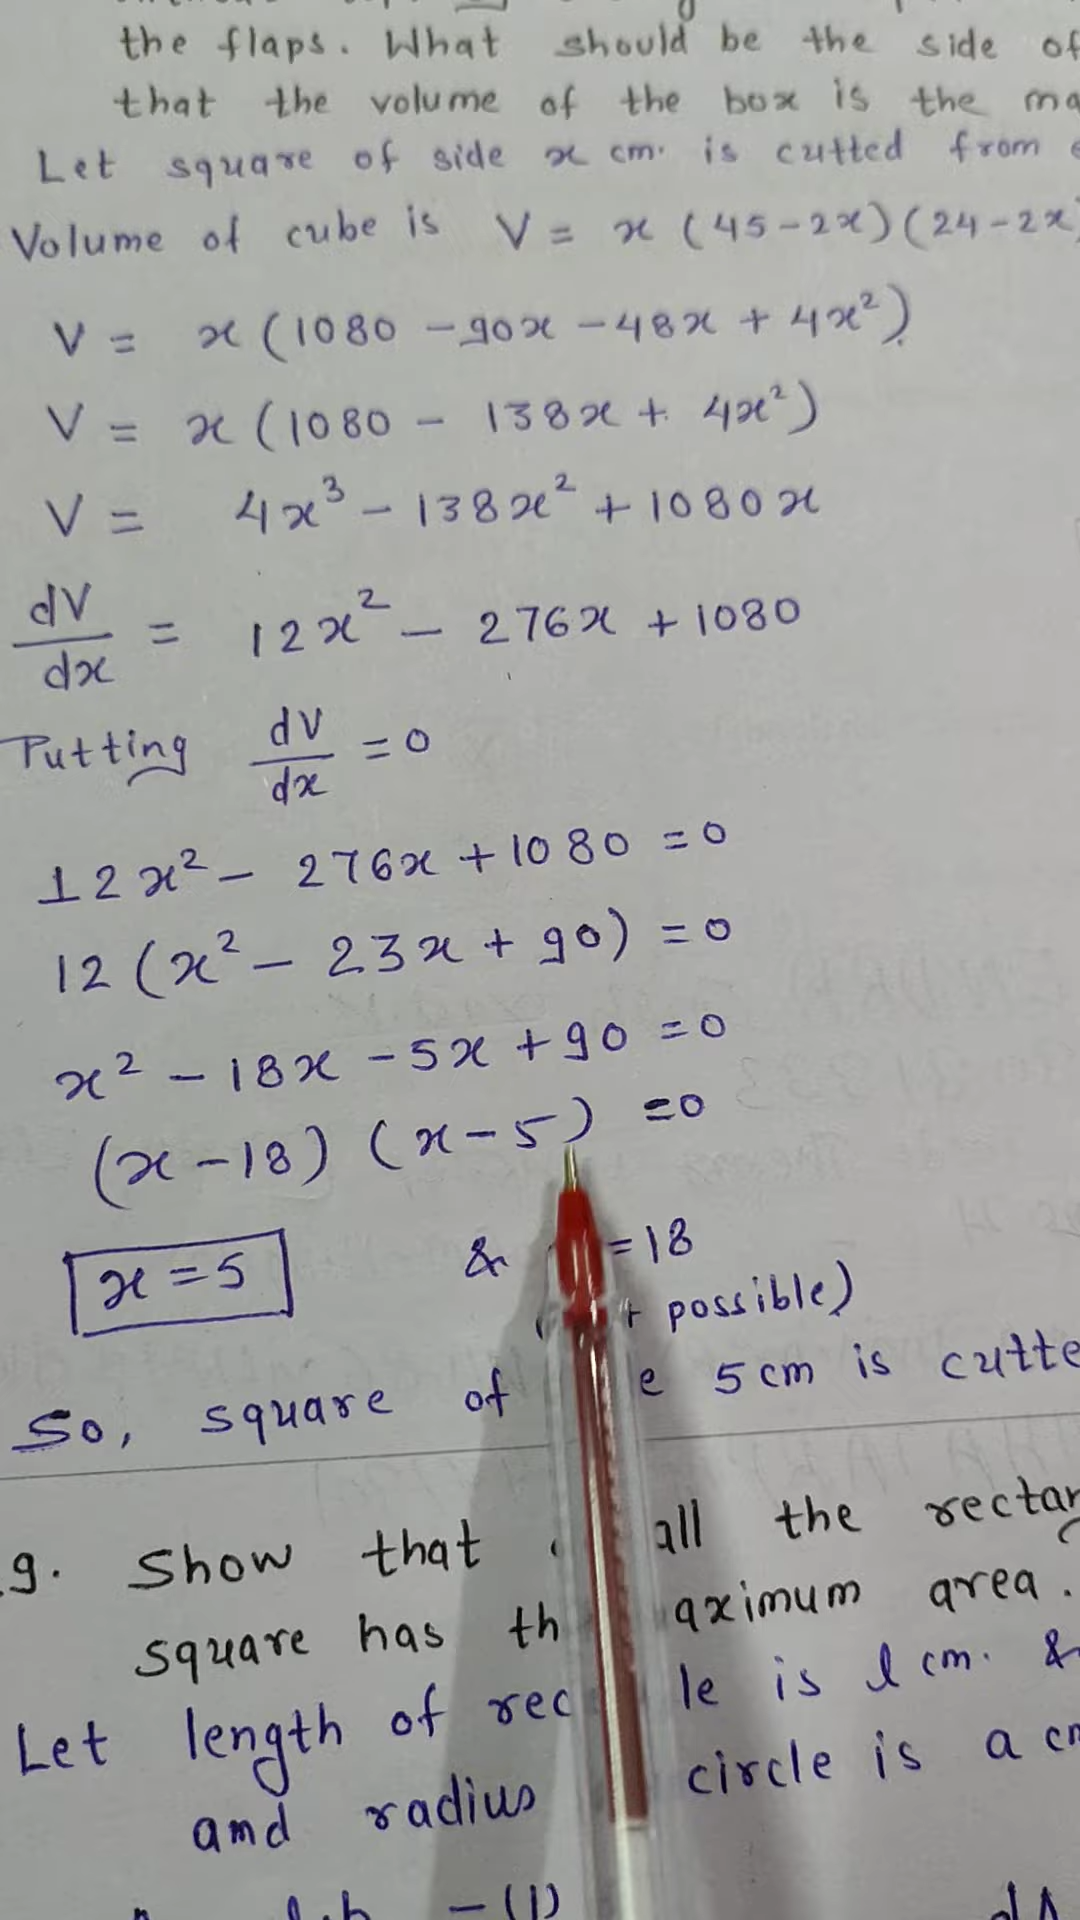 the flaps. What should be the side of
that the volume of the box is the ma
Let square of side x cm. is cutted from
Volume of cube is V = x (45-2x)(24-2x)
V = x (1080 - 90x - 48x + 4x²)
V = x (1080 - 138x + 4x²)
V = 4x³ - 138x² + 1080x
dV/dx = 12x² - 276x + 1080
Putting dV/dx = 0
12x² - 276x + 1080 = 0
12 (x² - 23x + 90) = 0
x² - 18x - 5x + 90 = 0
(x - 18) (x - 5) = 0
x = 5 & = 18
possible)
So, square of e 5 cm is cutte
9. Show that all the rectan
square has th aximum area.
Let length of rec le is l cm. &
and radius circle is a cm
- (1)